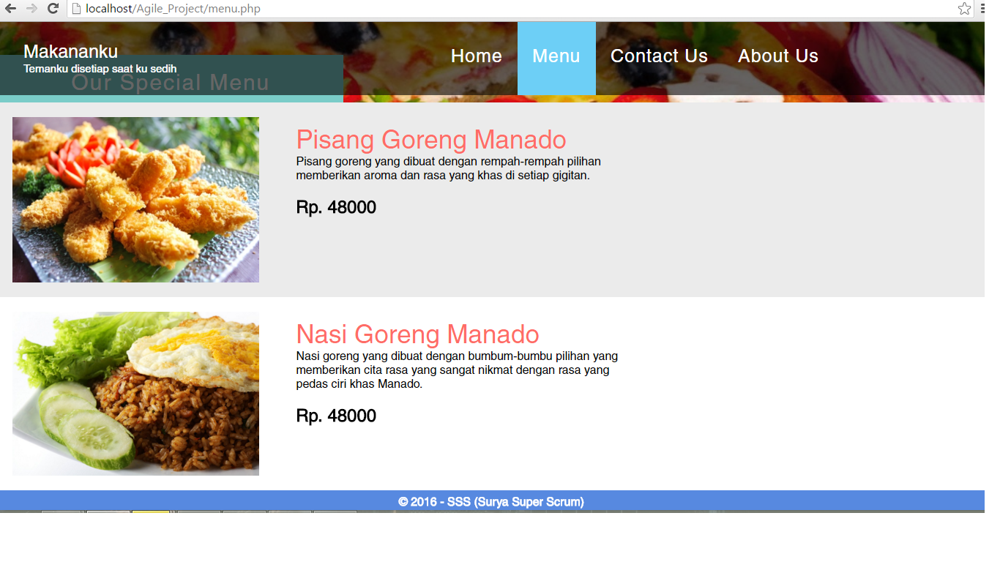 localhost/Agile_Project/menu.php
Makananku
Temanku disetiap saat ku sedih
Our Special Menu
Home Menu Contact Us About Us
Pisang Goreng Manado
Pisang goreng yang dibuat dengan rempah-rempah pilihan
memberikan aroma dan rasa yang khas di setiap gigitan.
Rp. 48000
Nasi Goreng Manado
Nasi goreng yang dibuat dengan bumbum-bumbu pilihan yang
memberikan cita rasa yang sangat nikmat dengan rasa yang
pedas ciri khas Manado.
Rp. 48000
© 2016 - SSS (Surya Super Scrum)